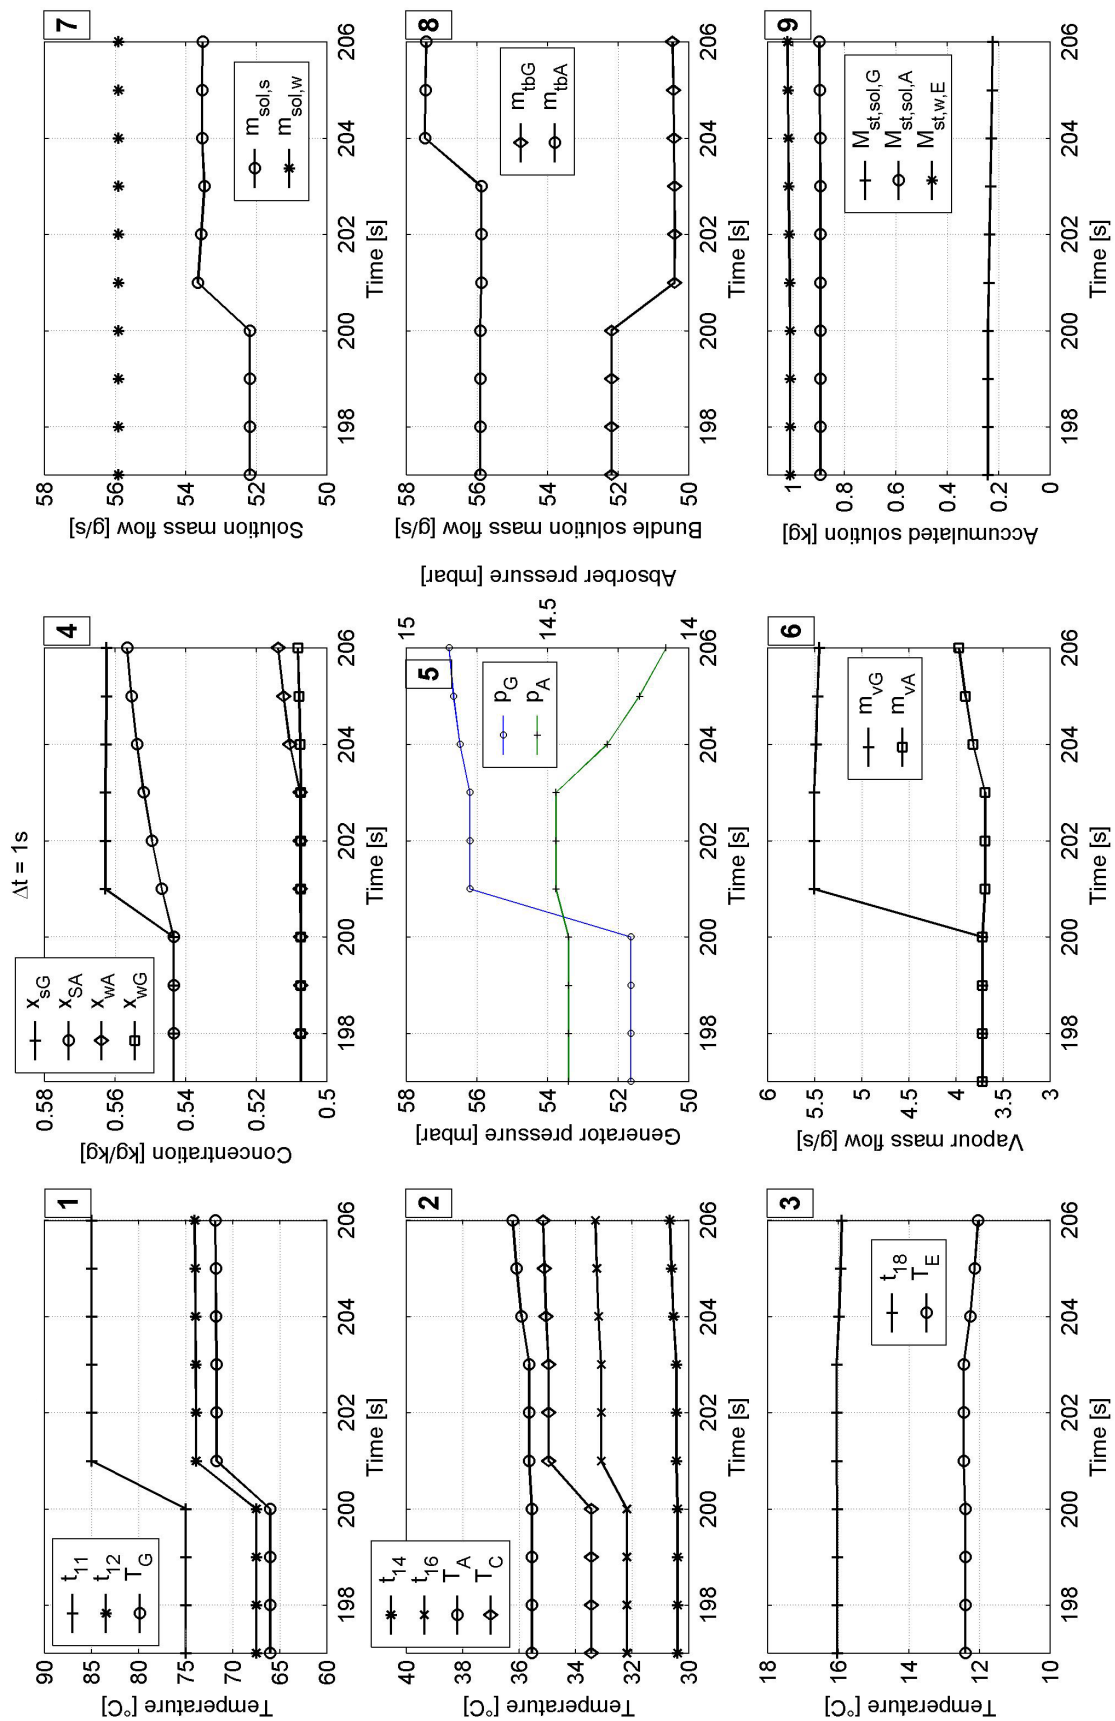 Δt = 1s
1
Temperature [°C]
90
85
80
75
70
65
60
t11
t12
TG
198 200 202 204 206
Time [s]
4
Concentration [kg/kg]
0.58
0.56
0.54
0.52
0.5
xsG
xSA
xwA
xwG
198 200 202 204 206
Time [s]
7
Solution mass flow [g/s]
58
56
54
52
50
msol,s
msol,w
198 200 202 204 206
Time [s]
2
Temperature [°C]
40
38
36
34
32
30
t14
t16
TA
TC
198 200 202 204 206
Time [s]
5
Generator pressure [mbar]
58
56
54
52
50
pG
pA
15
14.5
14
Absorber pressure [mbar]
198 200 202 204 206
Time [s]
8
Bundle solution mass flow [g/s]
58
56
54
52
50
mtbG
mtbA
198 200 202 204 206
Time [s]
3
Temperature [°C]
18
16
14
12
10
t18
TE
198 200 202 204 206
Time [s]
6
Vapour mass flow [g/s]
6
5.5
5
4.5
4
3.5
3
mvG
mvA
198 200 202 204 206
Time [s]
9
Accumulated solution [kg]
1
0.8
0.6
0.4
0.2
0
Mst,sol,G
Mst,sol,A
Mst,w,E
198 200 202 204 206
Time [s]